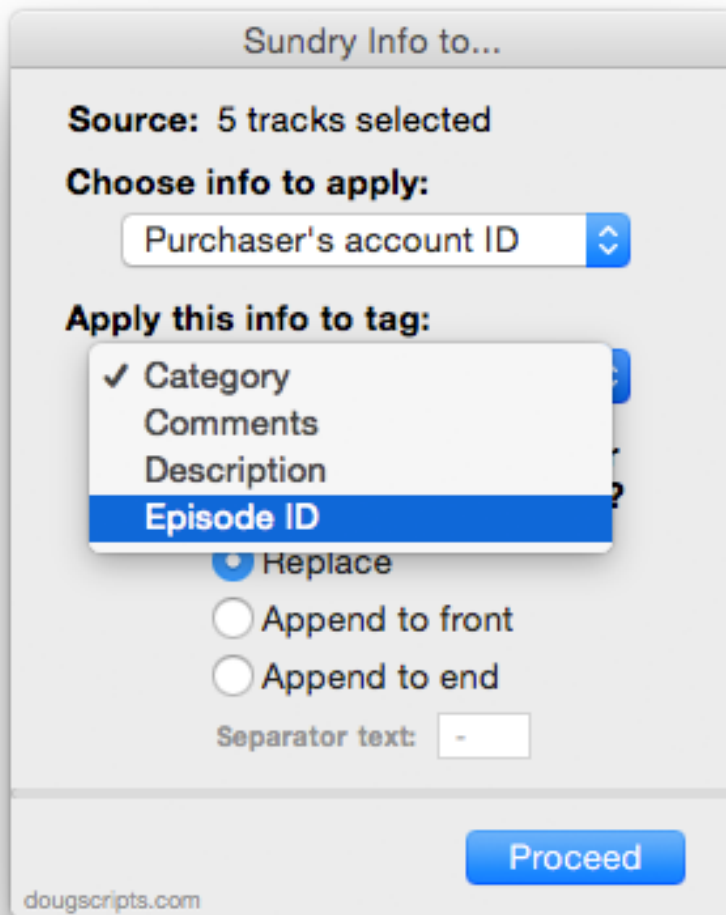 Sundry Info to...
Source: 5 tracks selected
Choose info to apply:
Purchaser's account ID
Apply this info to tag:
✓ Category
Comments
Description
Episode ID
?
Replace
Append to front
Append to end
Separator text: -
Proceed
dougscripts.com